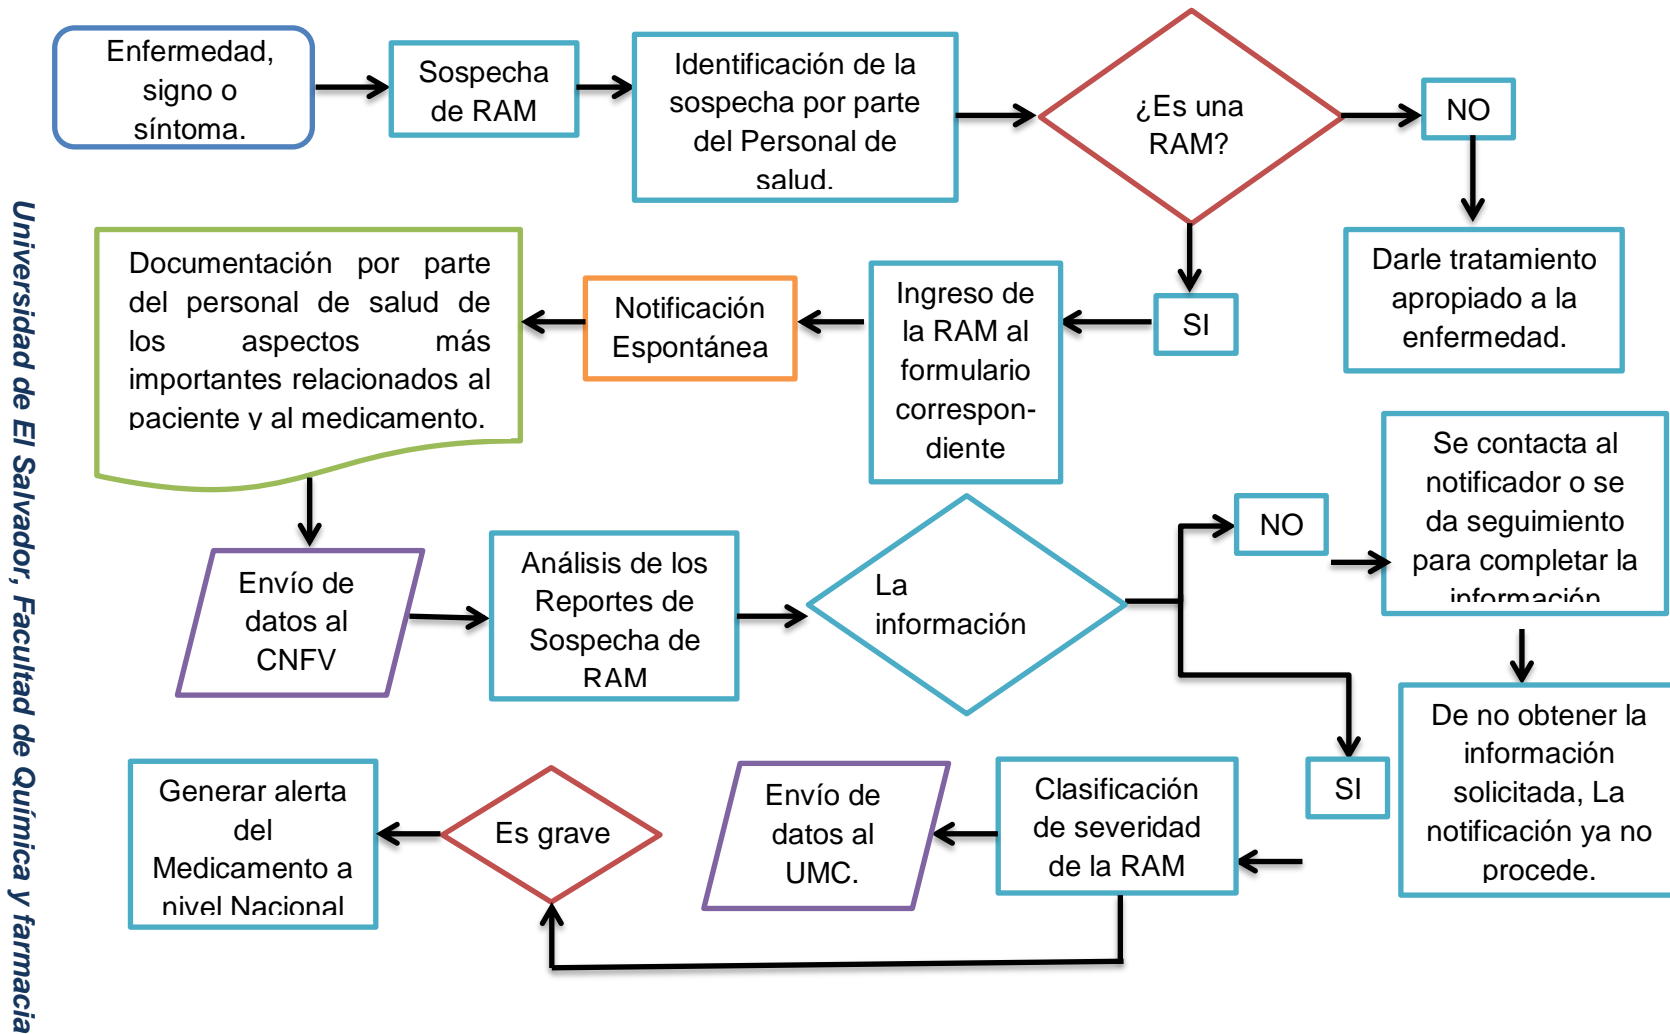 Enfermedad,
signo o
síntoma.
Sospecha
de RAM
Identificación de la
sospecha por parte
del Personal de
salud.
¿Es una
RAM?
NO
Darle tratamiento
apropiado a la
enfermedad.
SI
Ingreso de
la RAM al
formulario
correspon-
diente
Notificación
Espontánea
Documentación por parte
del personal de salud de
los aspectos más
importantes relacionados al
paciente y al medicamento.
Envío de
datos al
CNFV
Análisis de los
Reportes de
Sospecha de
RAM
La
información
NO
Se contacta al
notificador o se
da seguimiento
para completar la
información
De no obtener la
información
solicitada, La
notificación ya no
procede.
SI
Clasificación
de severidad
de la RAM
Envío de
datos al
UMC.
Es grave
Generar alerta
del
Medicamento a
nivel Nacional
Universidad de El Salvador, Facultad de Química y farmacia